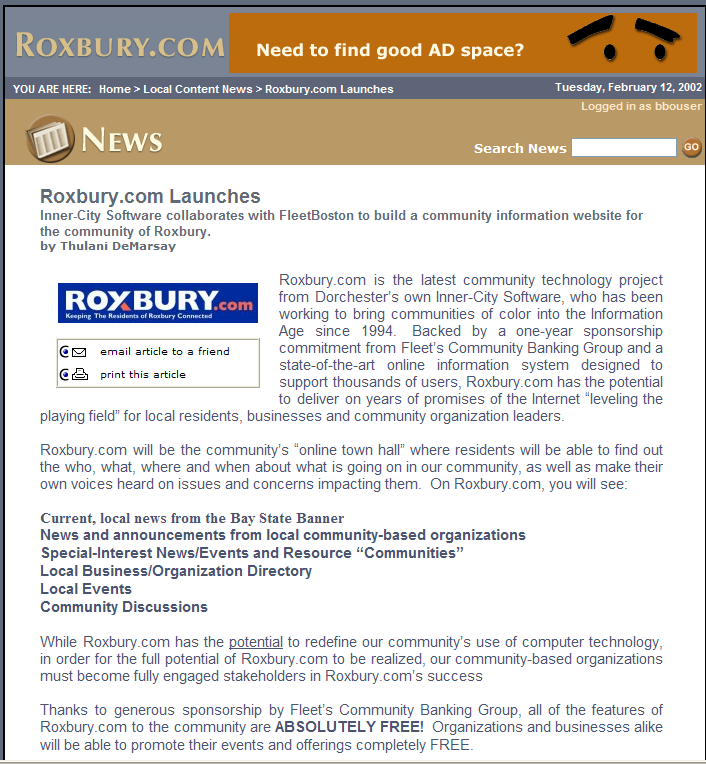 ROXBURY.COM
Need to find good AD space?
YOU ARE HERE: Home > Local Content News > Roxbury.com Launches
Tuesday, February 12, 2002
Logged in as bbouser
NEWS
Search News GO
Roxbury.com Launches
Inner-City Software collaborates with FleetBoston to build a community information website for
the community of Roxbury.
by Thulani DeMarsay
ROXBURY.com
Keeping The Residents of Roxbury Connected
email article to a friend
print this article
Roxbury.com is the latest community technology project
from Dorchester's own Inner-City Software, who has been
working to bring communities of color into the Information
Age since 1994. Backed by a one-year sponsorship
commitment from Fleet's Community Banking Group and a
state-of-the-art online information system designed to
support thousands of users, Roxbury.com has the potential
to deliver on years of promises of the Internet “leveling the
playing field” for local residents, businesses and community organization leaders.
Roxbury.com will be the community's “online town hall” where residents will be able to find out
the who, what, where and when about what is going on in our community, as well as make their
own voices heard on issues and concerns impacting them. On Roxbury.com, you will see:
Current, local news from the Bay State Banner
News and announcements from local community-based organizations
Special-Interest News/Events and Resource “Communities”
Local Business/Organization Directory
Local Events
Community Discussions
While Roxbury.com has the potential to redefine our community's use of computer technology,
in order for the full potential of Roxbury.com to be realized, our community-based organizations
must become fully engaged stakeholders in Roxbury.com's success
Thanks to generous sponsorship by Fleet's Community Banking Group, all of the features of
Roxbury.com to the community are ABSOLUTELY FREE! Organizations and businesses alike
will be able to promote their events and offerings completely FREE.